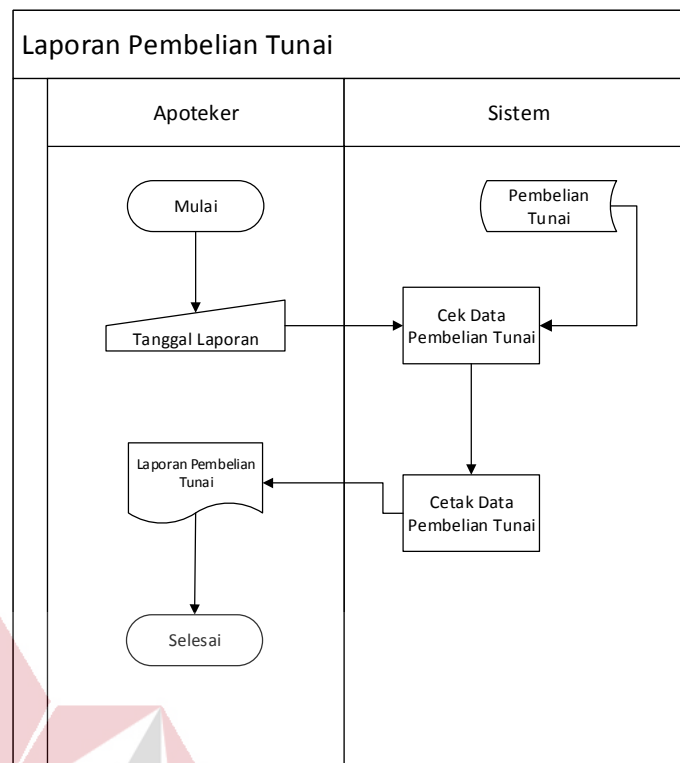 Laporan Pembelian Tunai
Apoteker
Sistem
Mulai
Pembelian
Tunai
Tanggal Laporan
Cek Data
Pembelian Tunai
Laporan Pembelian
Tunai
Cetak Data
Pembelian Tunai
Selesai